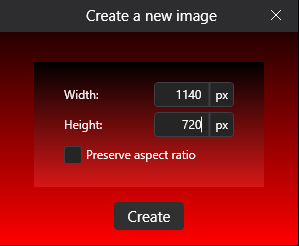 Create a new image
Width: 1140 px
Height: 720 px
Preserve aspect ratio
Create